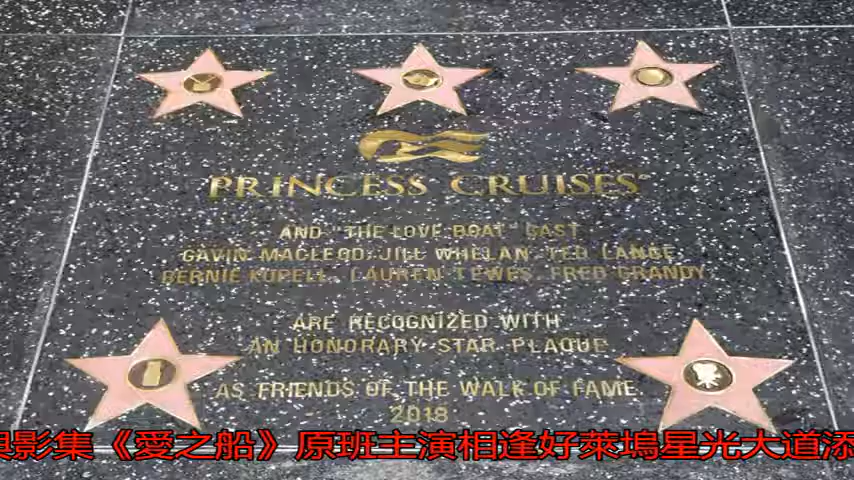 PRINCESS CRUISES®
AND "THE LOVE BOAT" CAST
GAVIN MACLEOD, JILL WHELAN, TED LANGE,
BERNIE KOPELL, LAUREN TEWES, FRED GRANDY
ARE RECOGNIZED WITH
AN HONORARY STAR PLAQUE
AS FRIENDS OF THE WALK OF FAME
2018
與影集《愛之船》原班主演相逢好萊塢星光大道添